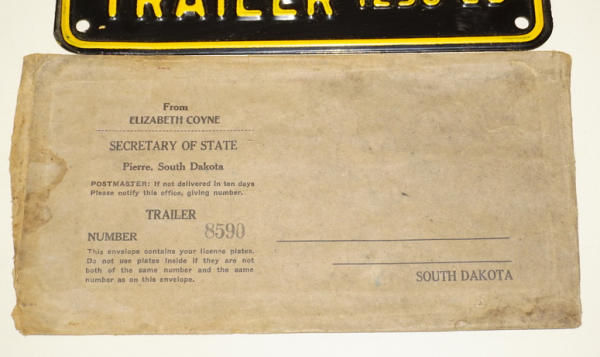 TRAILER
From
ELIZABETH COYNE
SECRETARY OF STATE
Pierre, South Dakota
POSTMASTER: If not delivered in ten days
Please notify this office, giving number.
TRAILER
NUMBER 8590
This envelope contains your license plates.
Do not use plates inside if they are not
both of the same number and the same
number as on this envelope.
SOUTH DAKOTA